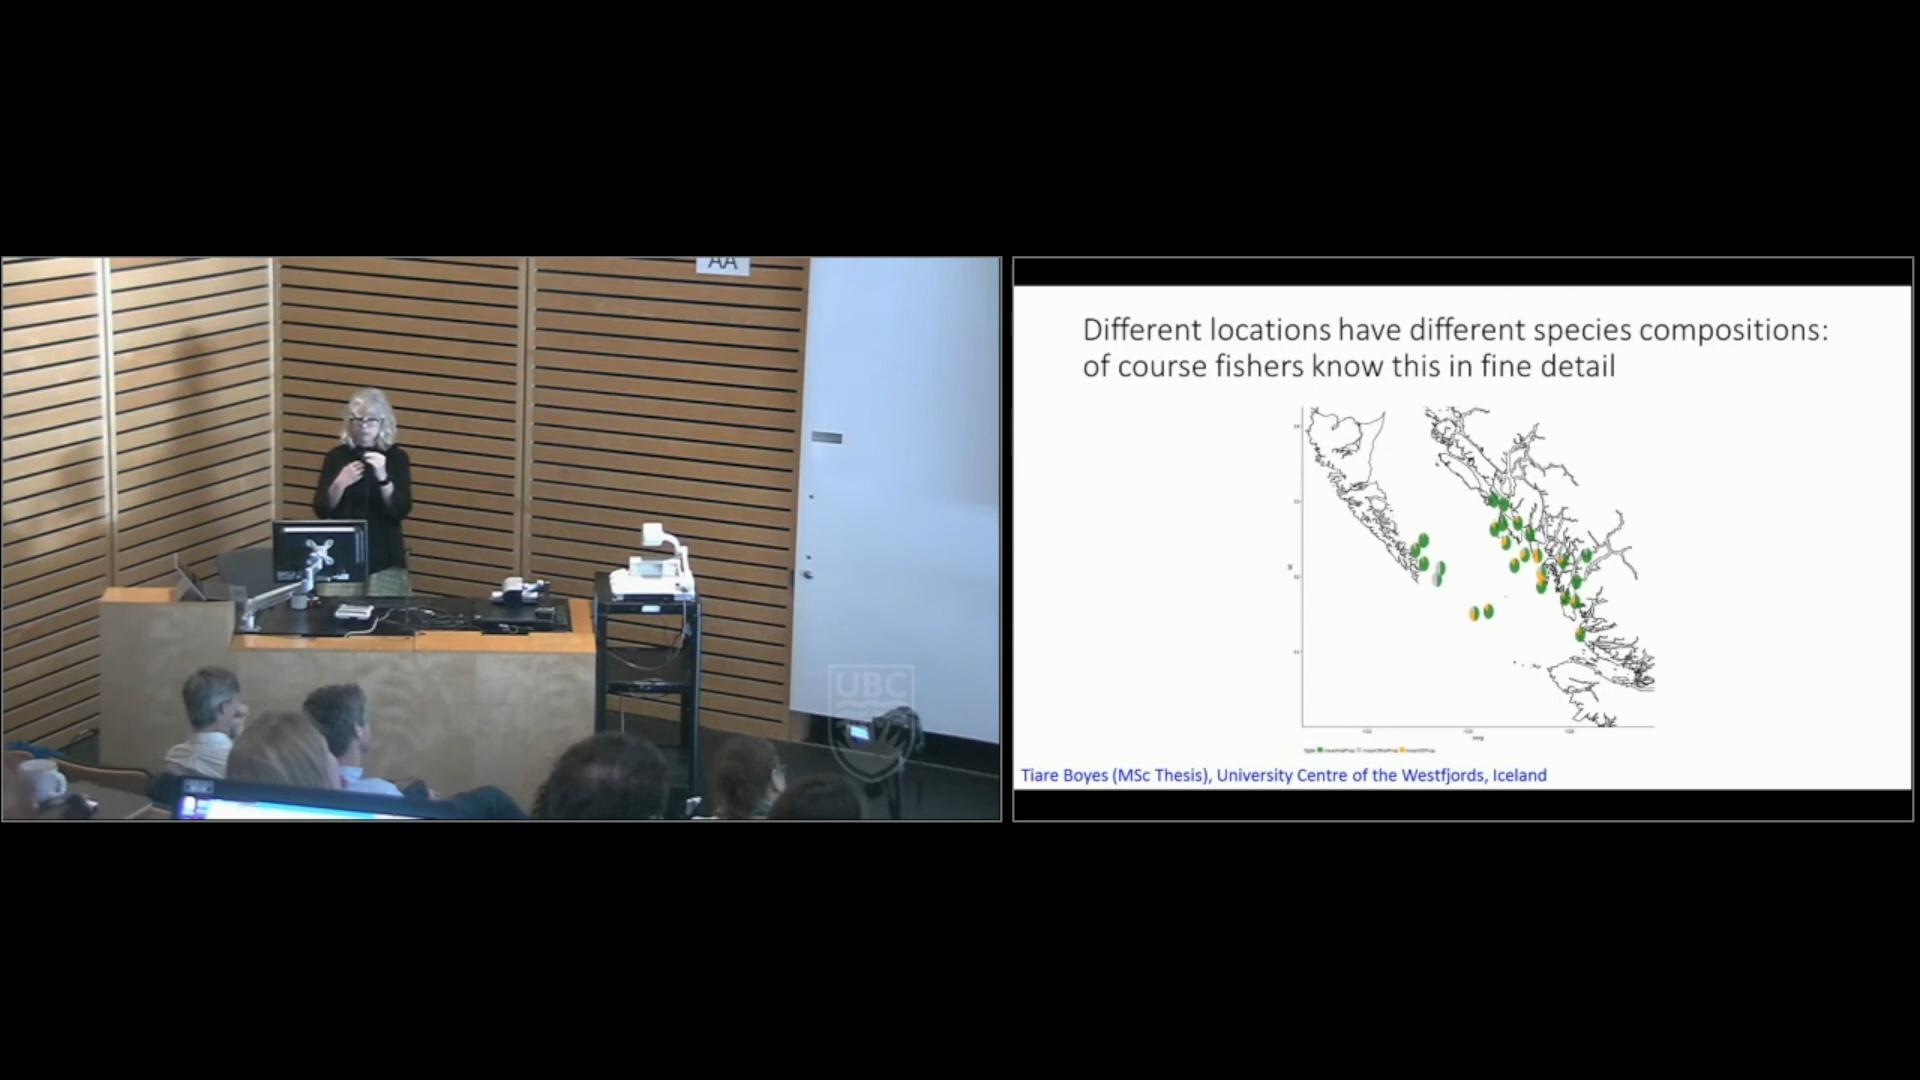 AA
UBC
Different locations have different species compositions:
of course fishers know this in fine detail
Tiare Boyes (MSc Thesis), University Centre of the Westfjords, Iceland